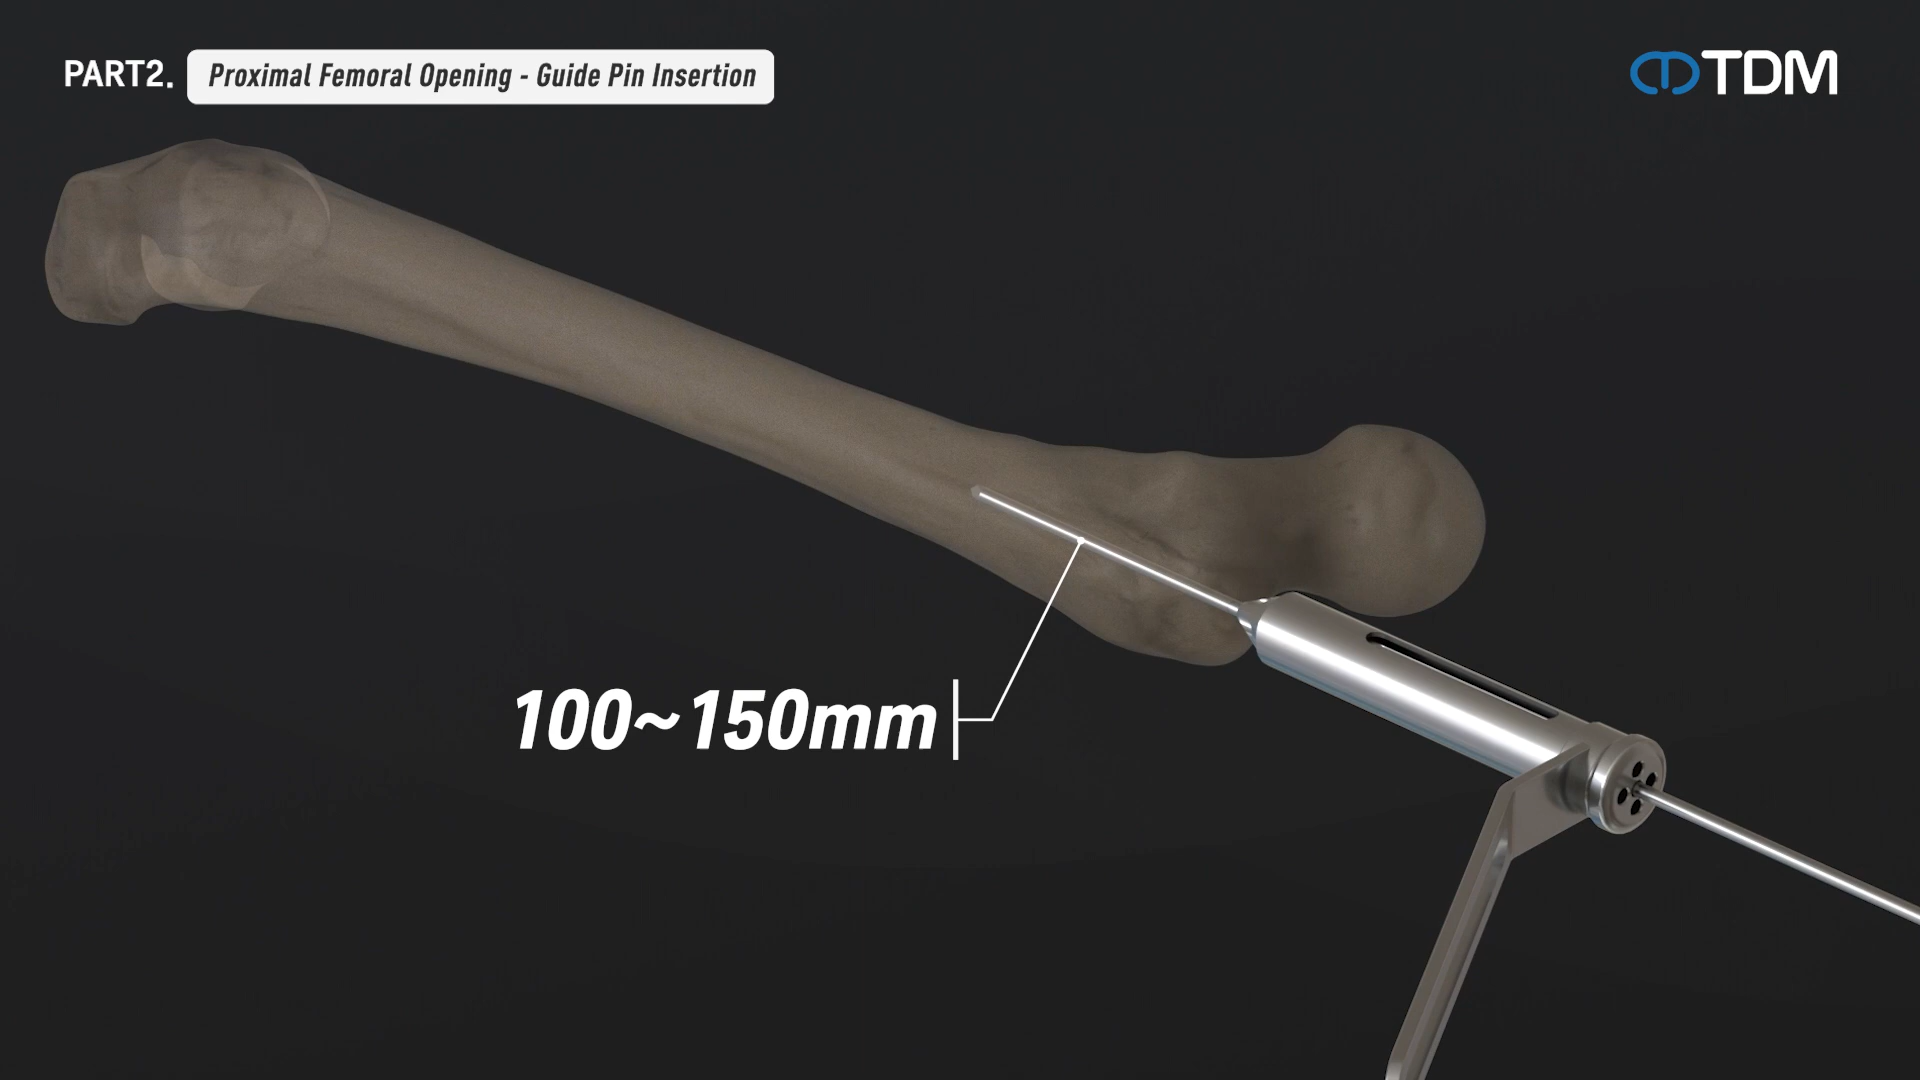 PART2. Proximal Femoral Opening - Guide Pin Insertion
TDM
100~150mm